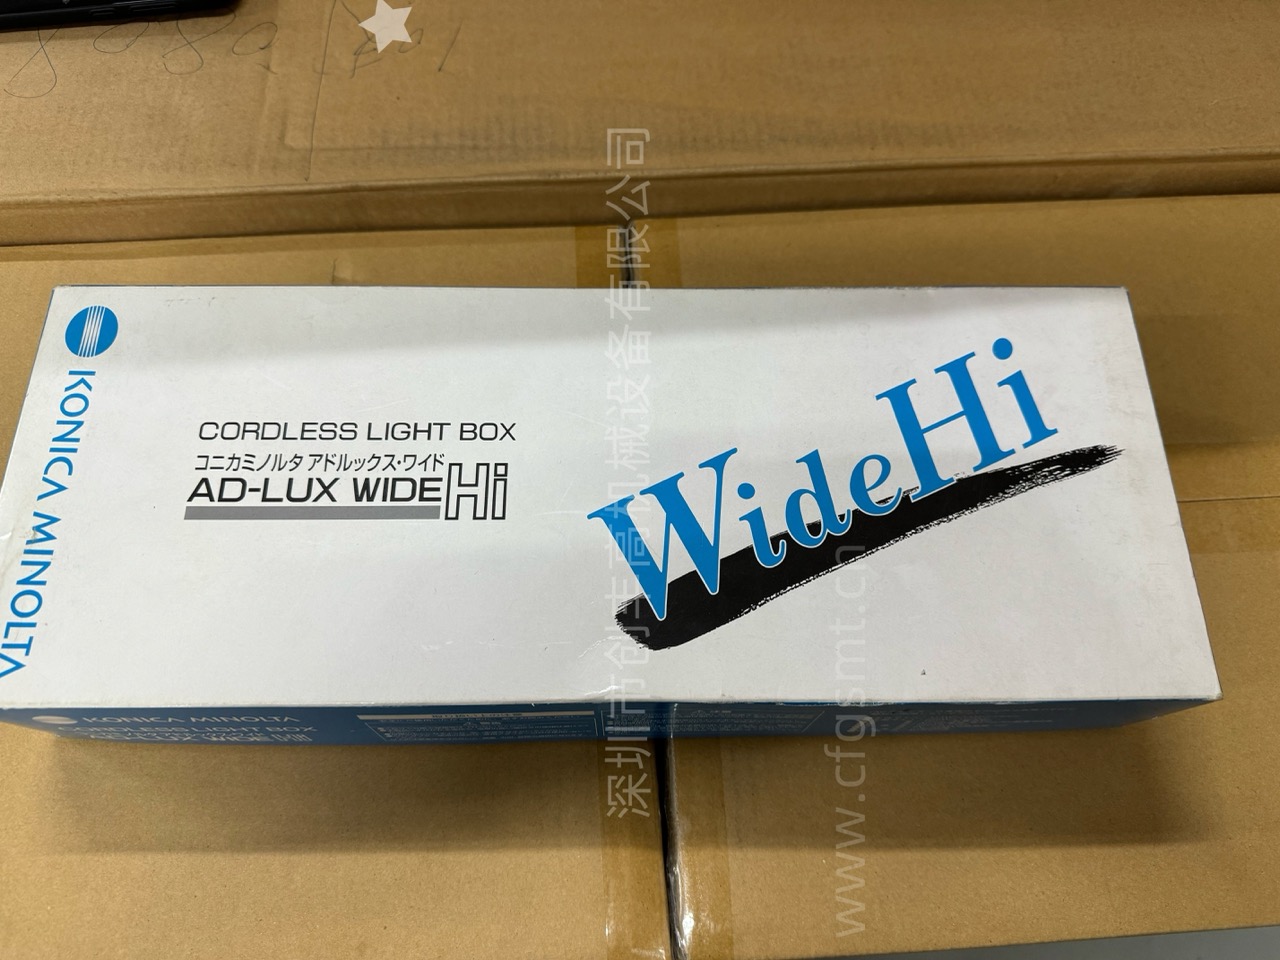 KONICA MINOLTA
CORDLESS LIGHT BOX
コニカミノルタ アドルックス・ワイド
AD-LUX WIDE Hi
WideHi
KONICA MINOLTA
深圳市创丰高机械设备有限公司
www.cfgsmt.cn